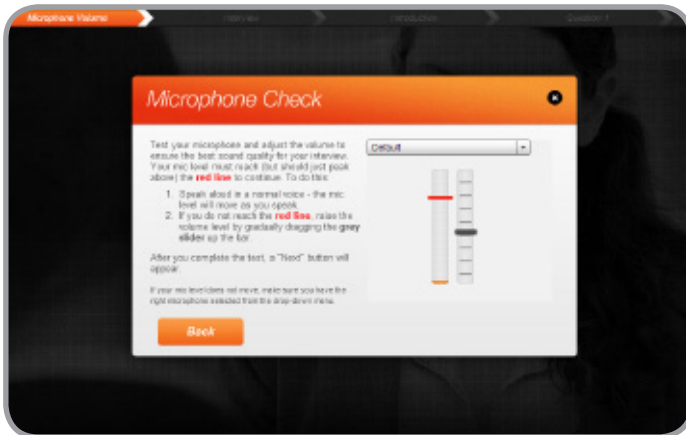 Microphone Volume
Interview
Introduction
Question 1
Microphone Check
Test your microphone and adjust the volume to
ensure the best sound quality for your interview.
Your mic level must reach (but should just peak
above) the red line to continue. To do this:
1. Speak aloud in a normal voice - the mic
level will move as you speak.
2. If you do not reach the red line, raise the
volume level by gradually dragging the grey
slider up the bar.
After you complete the test, a "Next" button will
appear.
If your mic level does not move, make sure you have the
right microphone selected from the drop-down menu.
Default
Back